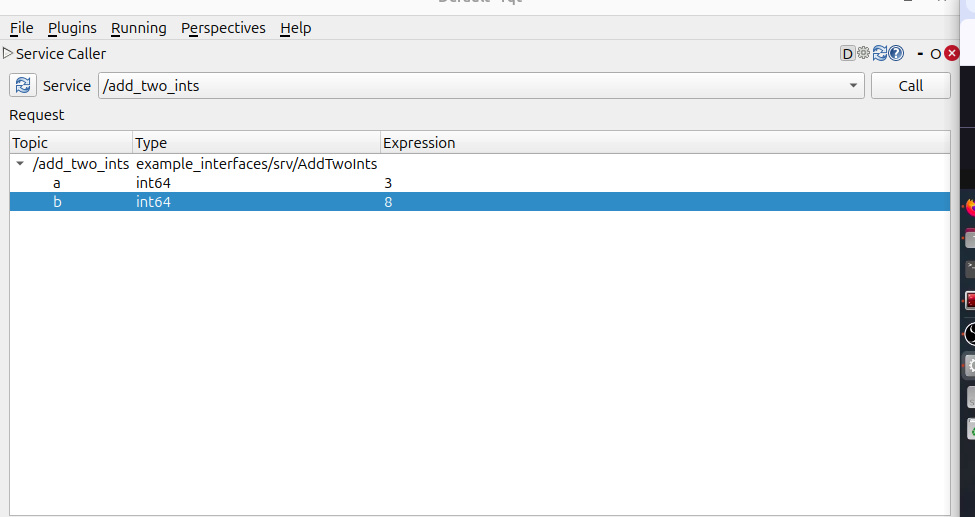 File Plugins Running Perspectives Help
Service Caller D - O
Service /add_two_ints Call
Request
Topic Type Expression
/add_two_ints example_interfaces/srv/AddTwoInts
a int64 3
b int64 8